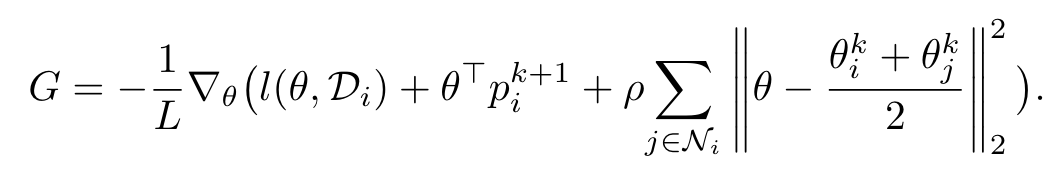 $G = -\frac{1}{L} \nabla_\theta \big( l(\theta, \mathcal{D}_i) + \theta^\top p_i^{k+1} + \rho \sum_{j \in \mathcal{N}_i} \left\| \theta - \frac{\theta_i^k + \theta_j^k}{2} \right\|_2^2 \big).$